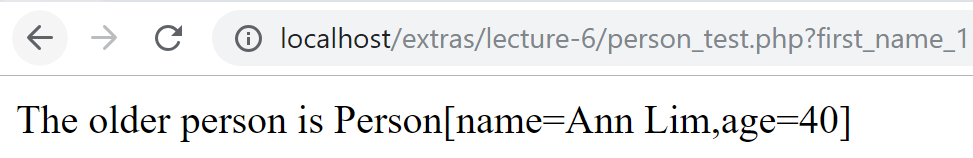 localhost/extras/lecture-6/person_test.php?first_name_1
The older person is Person[name=Ann Lim,age=40]